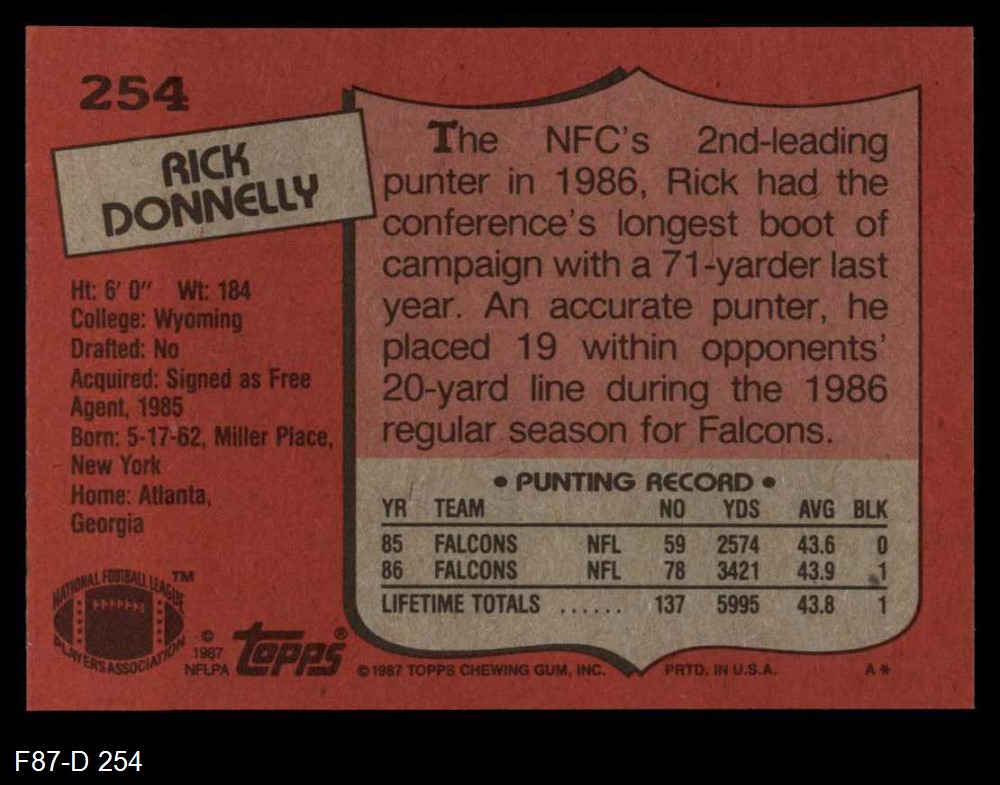 254
RICK
DONNELLY
Ht: 6' 0" Wt: 184
College: Wyoming
Drafted: No
Acquired: Signed as Free
Agent, 1985
Born: 5-17-62, Miller Place,
New York
Home: Atlanta,
Georgia
NATIONAL FOOTBALL LEAGUE ™
PLAYERS ASSOCIATION
© 1987
NFLPA
Topps®
The NFC's 2nd-leading
punter in 1986, Rick had the
conference's longest boot of
campaign with a 71-yarder last
year. An accurate punter, he
placed 19 within opponents'
20-yard line during the 1986
regular season for Falcons.
• PUNTING RECORD •
YR TEAM NO YDS AVG BLK
85 FALCONS NFL 59 2574 43.6 0
86 FALCONS NFL 78 3421 43.9 1
LIFETIME TOTALS ...... 137 5995 43.8 1
© 1987 TOPPS CHEWING GUM, INC. PRTD. IN U.S.A. A*
F87-D 254